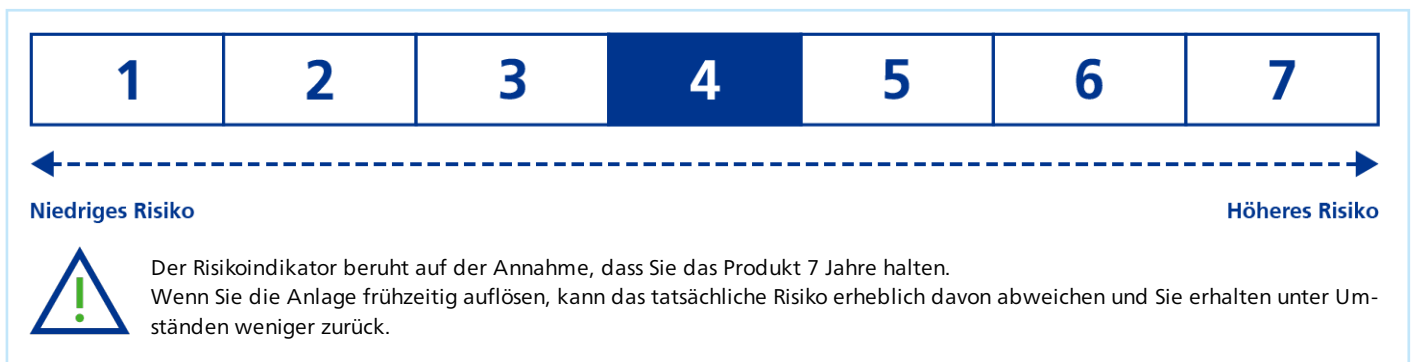 1 2 3 4 5 6 7
Niedriges Risiko Höheres Risiko
Der Risikoindikator beruht auf der Annahme, dass Sie das Produkt 7 Jahre halten.
Wenn Sie die Anlage frühzeitig auflösen, kann das tatsächliche Risiko erheblich davon abweichen und Sie erhalten unter Um-
ständen weniger zurück.